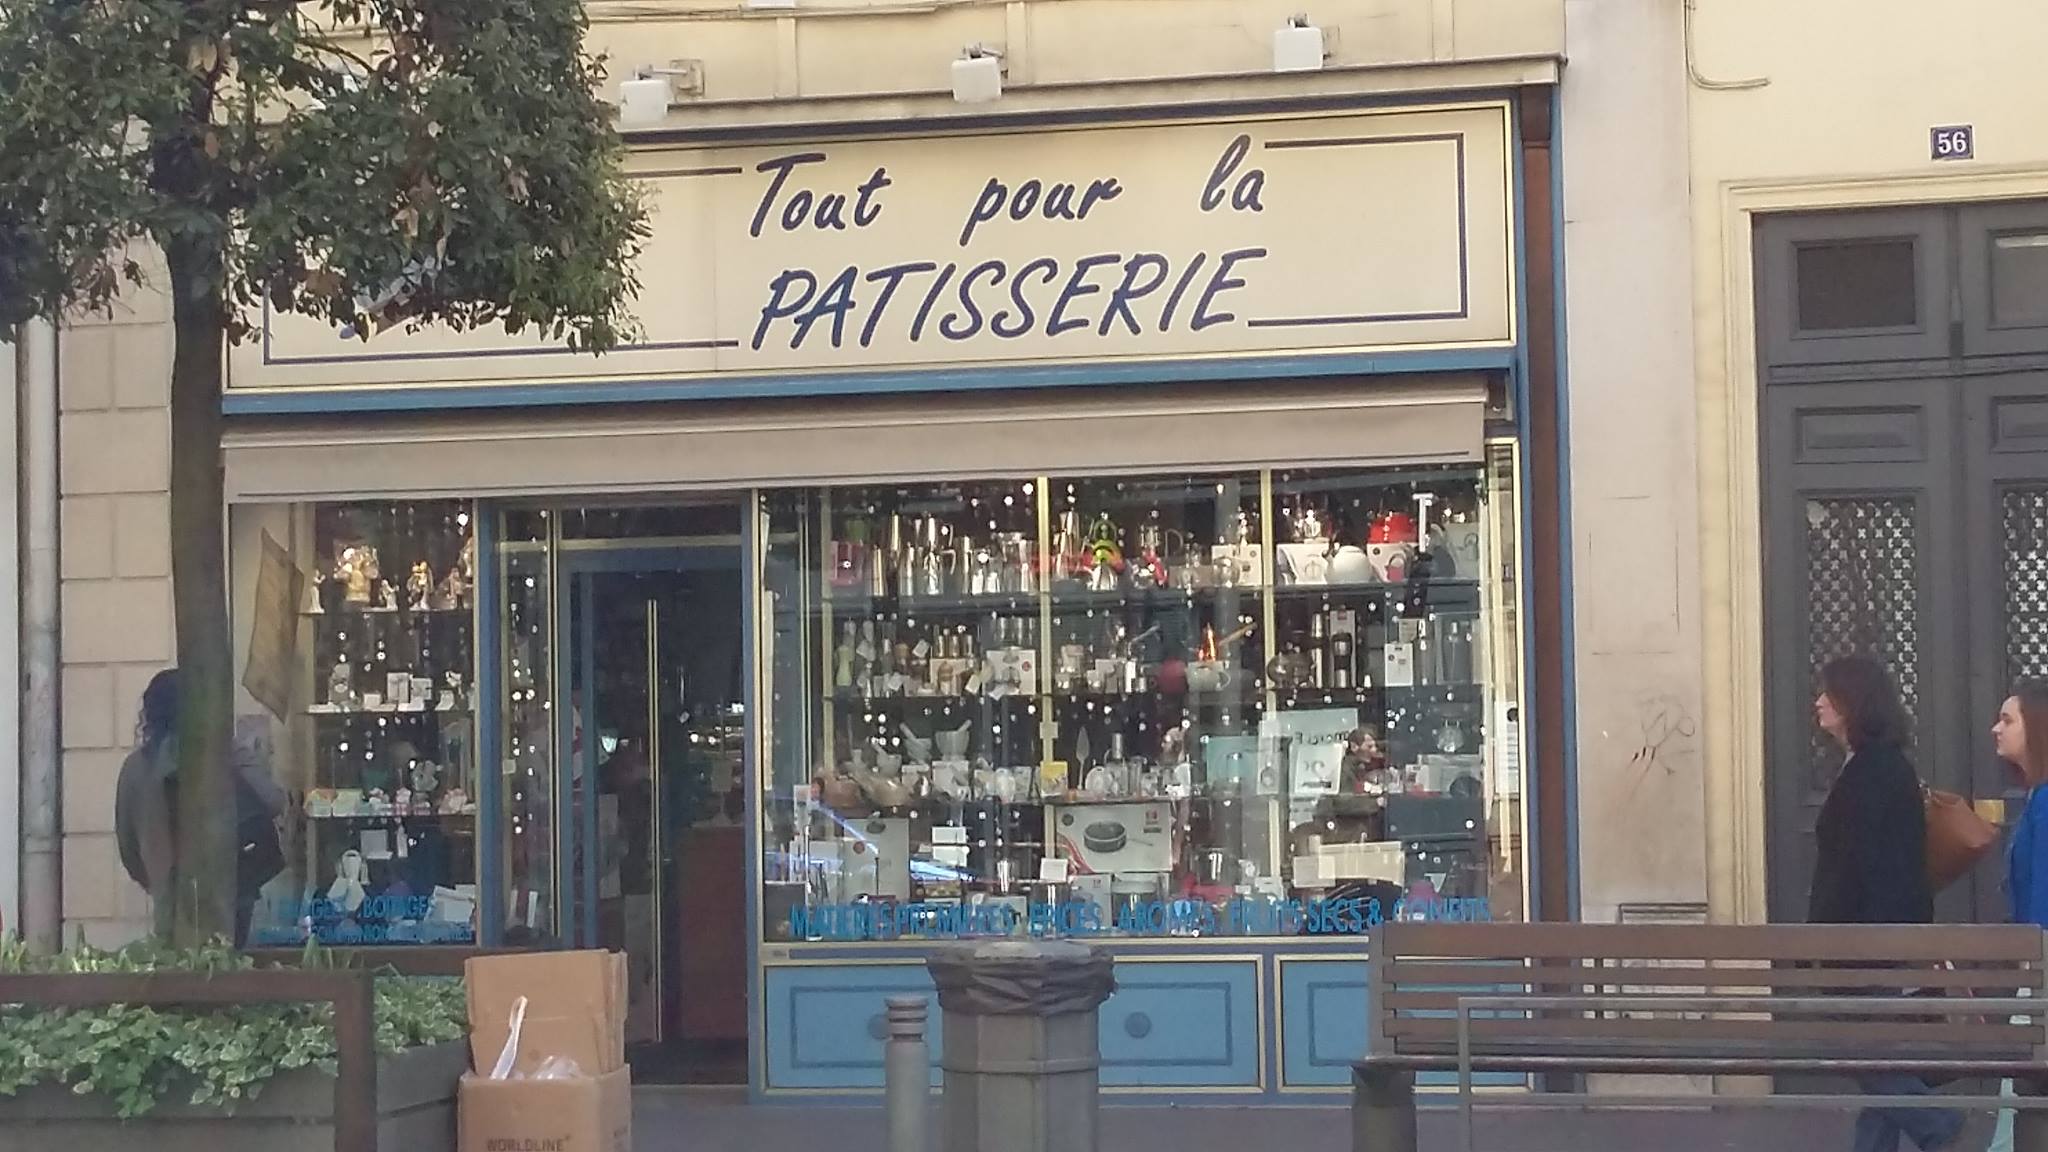 Tout pour la
PATISSERIE
56
MATIERES PREMIERES EPICES AROMES FRUITS SECS & CONFITS
WORLDLINE